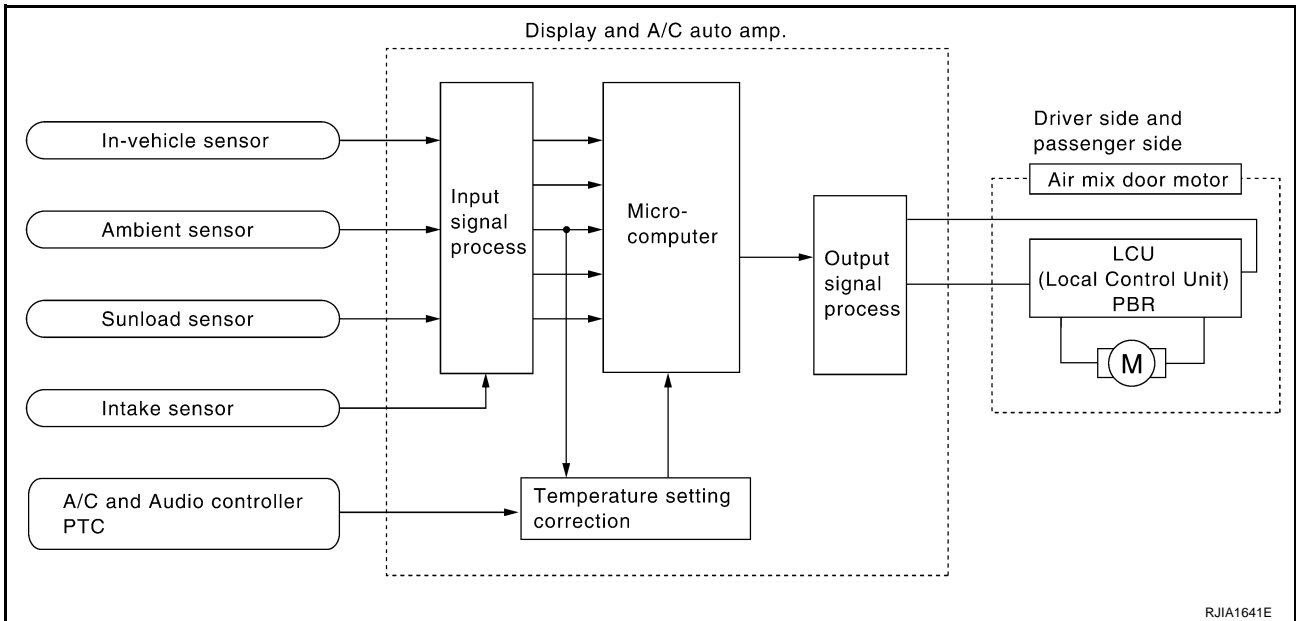 Display and A/C auto amp.
In-vehicle sensor
Ambient sensor
Sunload sensor
Intake sensor
A/C and Audio controller
PTC
Input
signal
process
Micro-
computer
Temperature setting
correction
Output
signal
process
Driver side and
passenger side
Air mix door motor
LCU
(Local Control Unit)
PBR
M
RJIA1641E